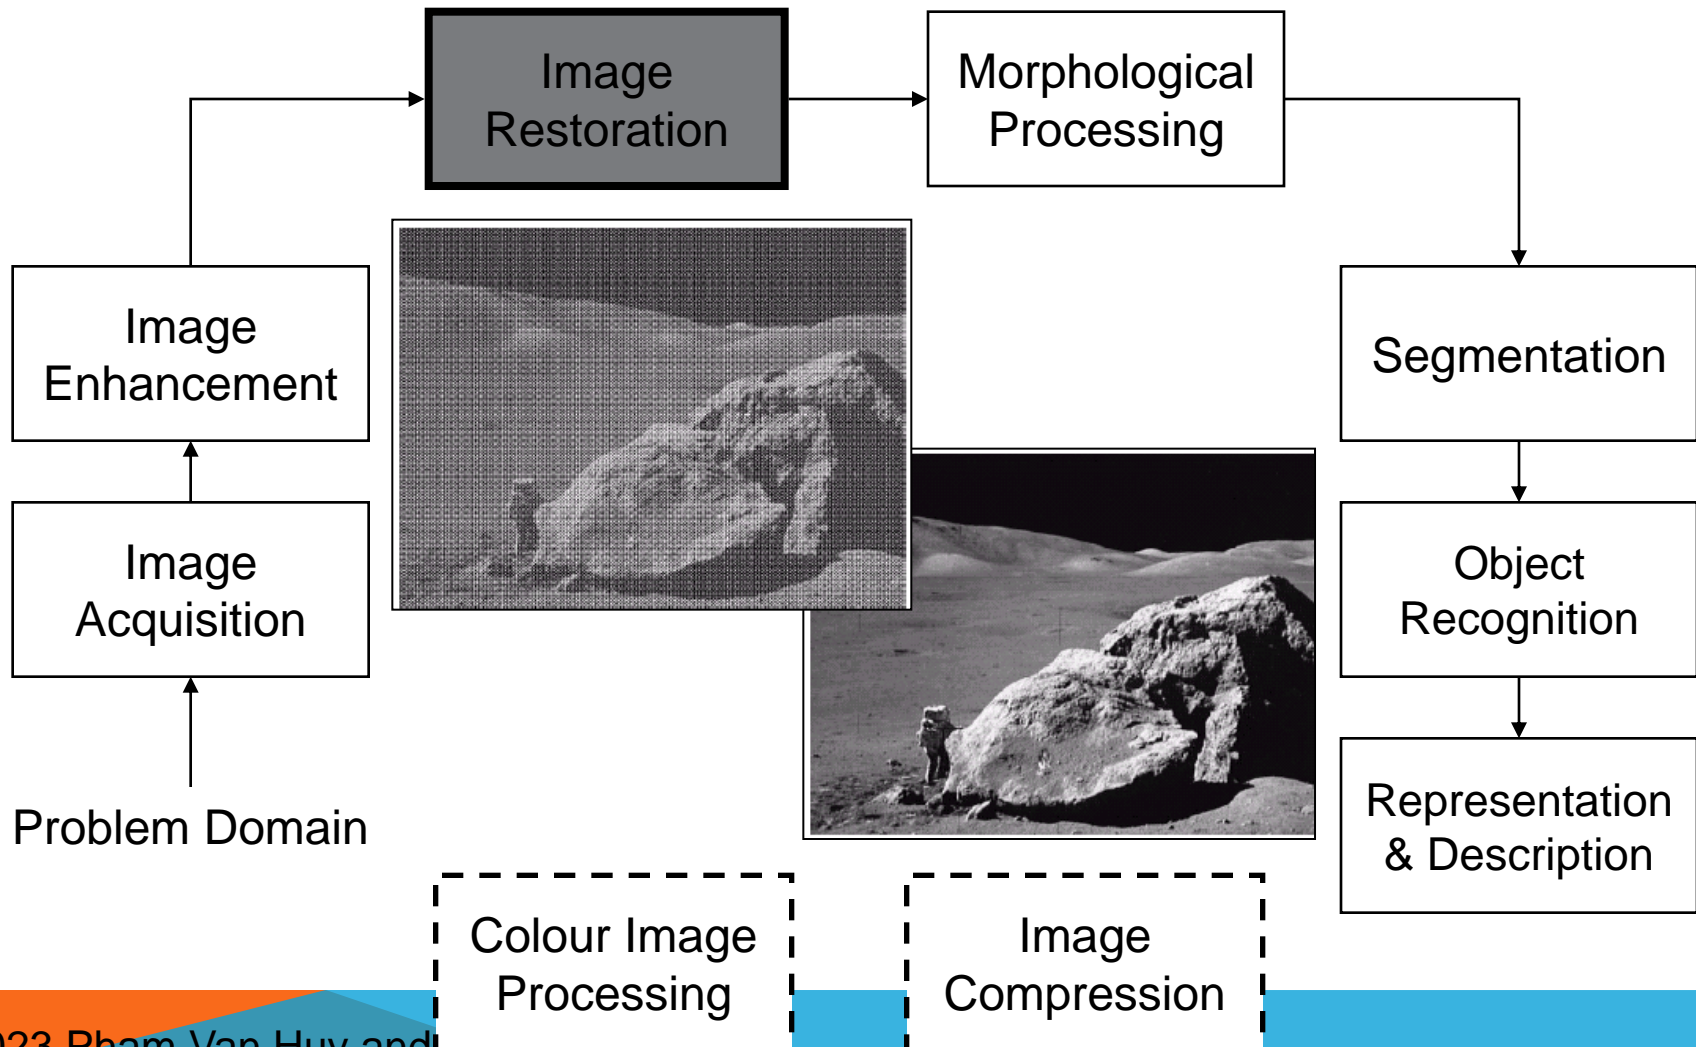 Image
Restoration
Morphological
Processing
Image
Enhancement
Segmentation
Image
Acquisition
Object
Recognition
Problem Domain
Representation
& Description
Colour Image
Processing
Image
Compression
023 Pham Van Huy and